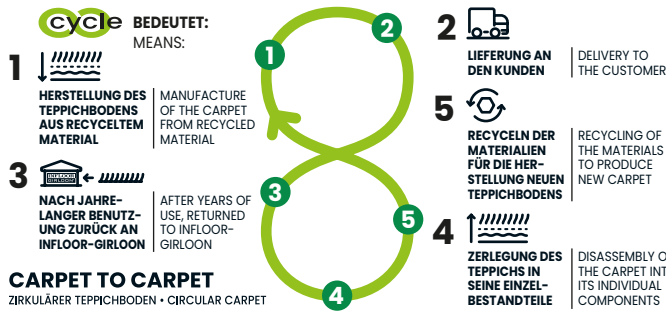 cycle BEDEUTET:
MEANS:
1
HERSTELLUNG DES
TEPPICHBODENS
AUS RECYCELTEM
MATERIAL
MANUFACTURE
OF THE CARPET
FROM RECYCLED
MATERIAL
3
INFLOOR
GIRLOON
NACH JAHRE-
LANGER BENUTZ-
UNG ZURÜCK AN
INFLOOR-GIRLOON
AFTER YEARS OF
USE, RETURNED
TO INFLOOR-
GIRLOON
CARPET TO CARPET
ZIRKULÄRER TEPPICHBODEN • CIRCULAR CARPET
1
2
3
5
4
2
LIEFERUNG AN
DEN KUNDEN
DELIVERY TO
THE CUSTOMER
5
RECYCELN DER
MATERIALIEN
FÜR DIE HER-
STELLUNG NEUEN
TEPPICHBODENS
RECYCLING OF
THE MATERIALS
TO PRODUCE
NEW CARPET
4
ZERLEGUNG DES
TEPPICHS IN
SEINE EINZEL-
BESTANDTEILE
DISASSEMBLY O
THE CARPET INT
ITS INDIVIDUAL
COMPONENTS